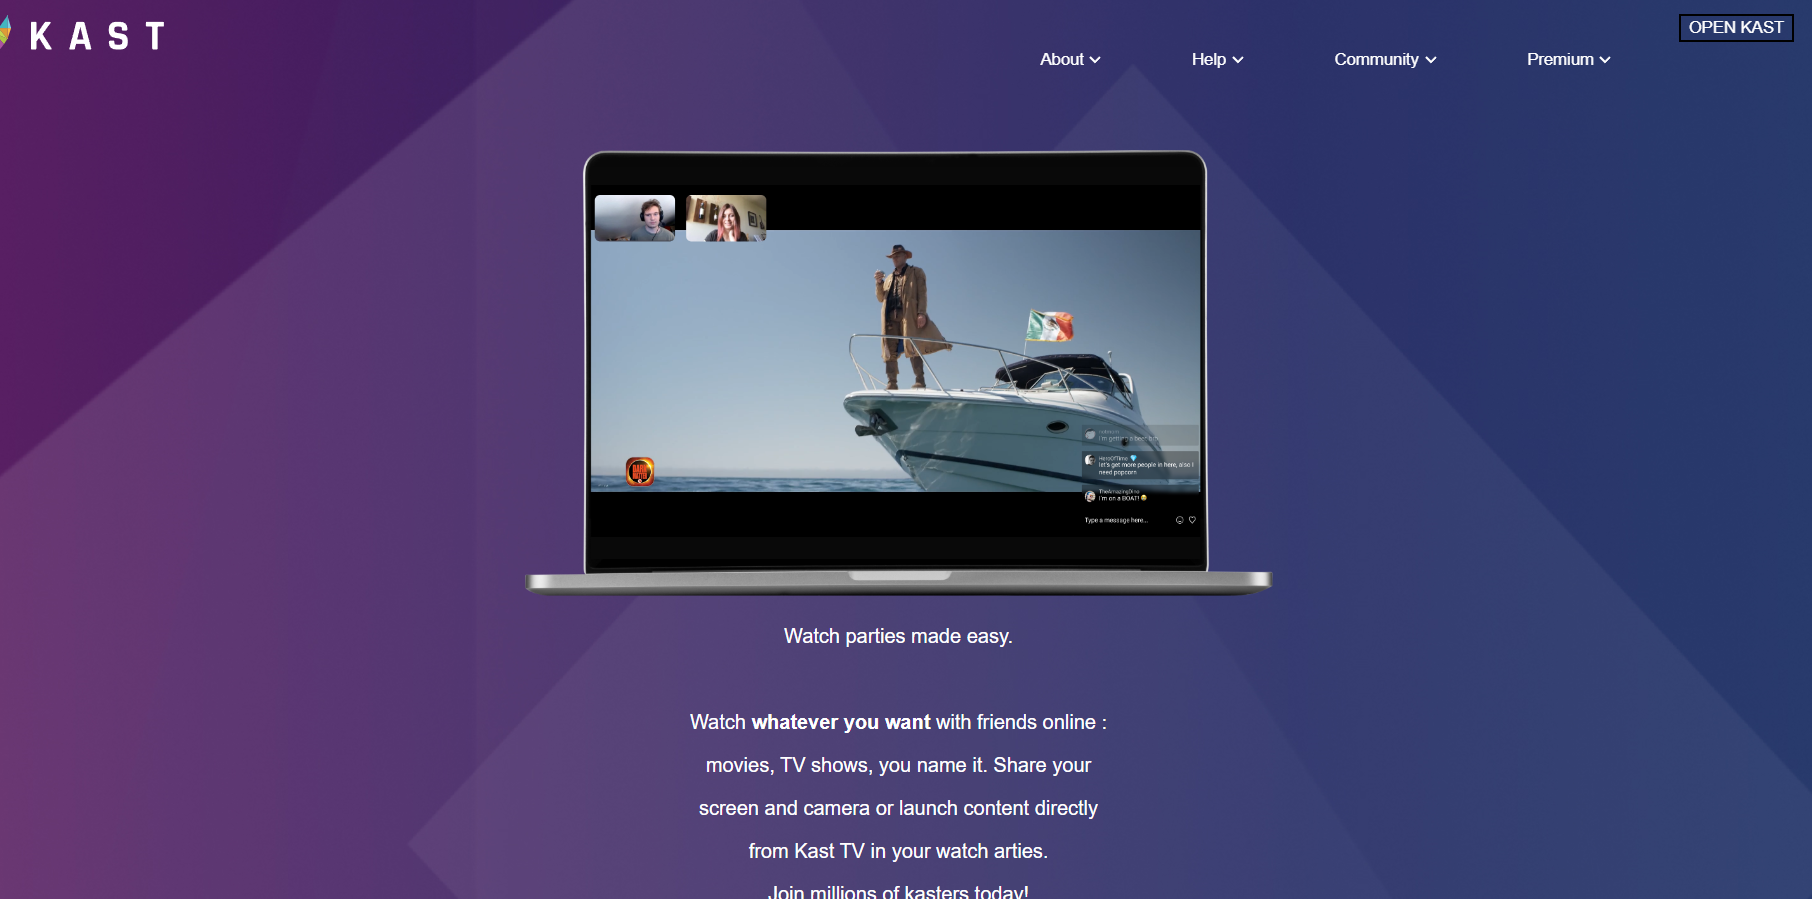 KAST
OPEN KAST
About
Help
Community
Premium
I'm getting a beer brb
HeroOfTime
let's get more people in here, also I
need popcorn
TheAmazingDino
I'm on a BOAT!
Type a message here...
Watch parties made easy.
Watch whatever you want with friends online :
movies, TV shows, you name it. Share your
screen and camera or launch content directly
from Kast TV in your watch arties.
Join millions of kasters today!